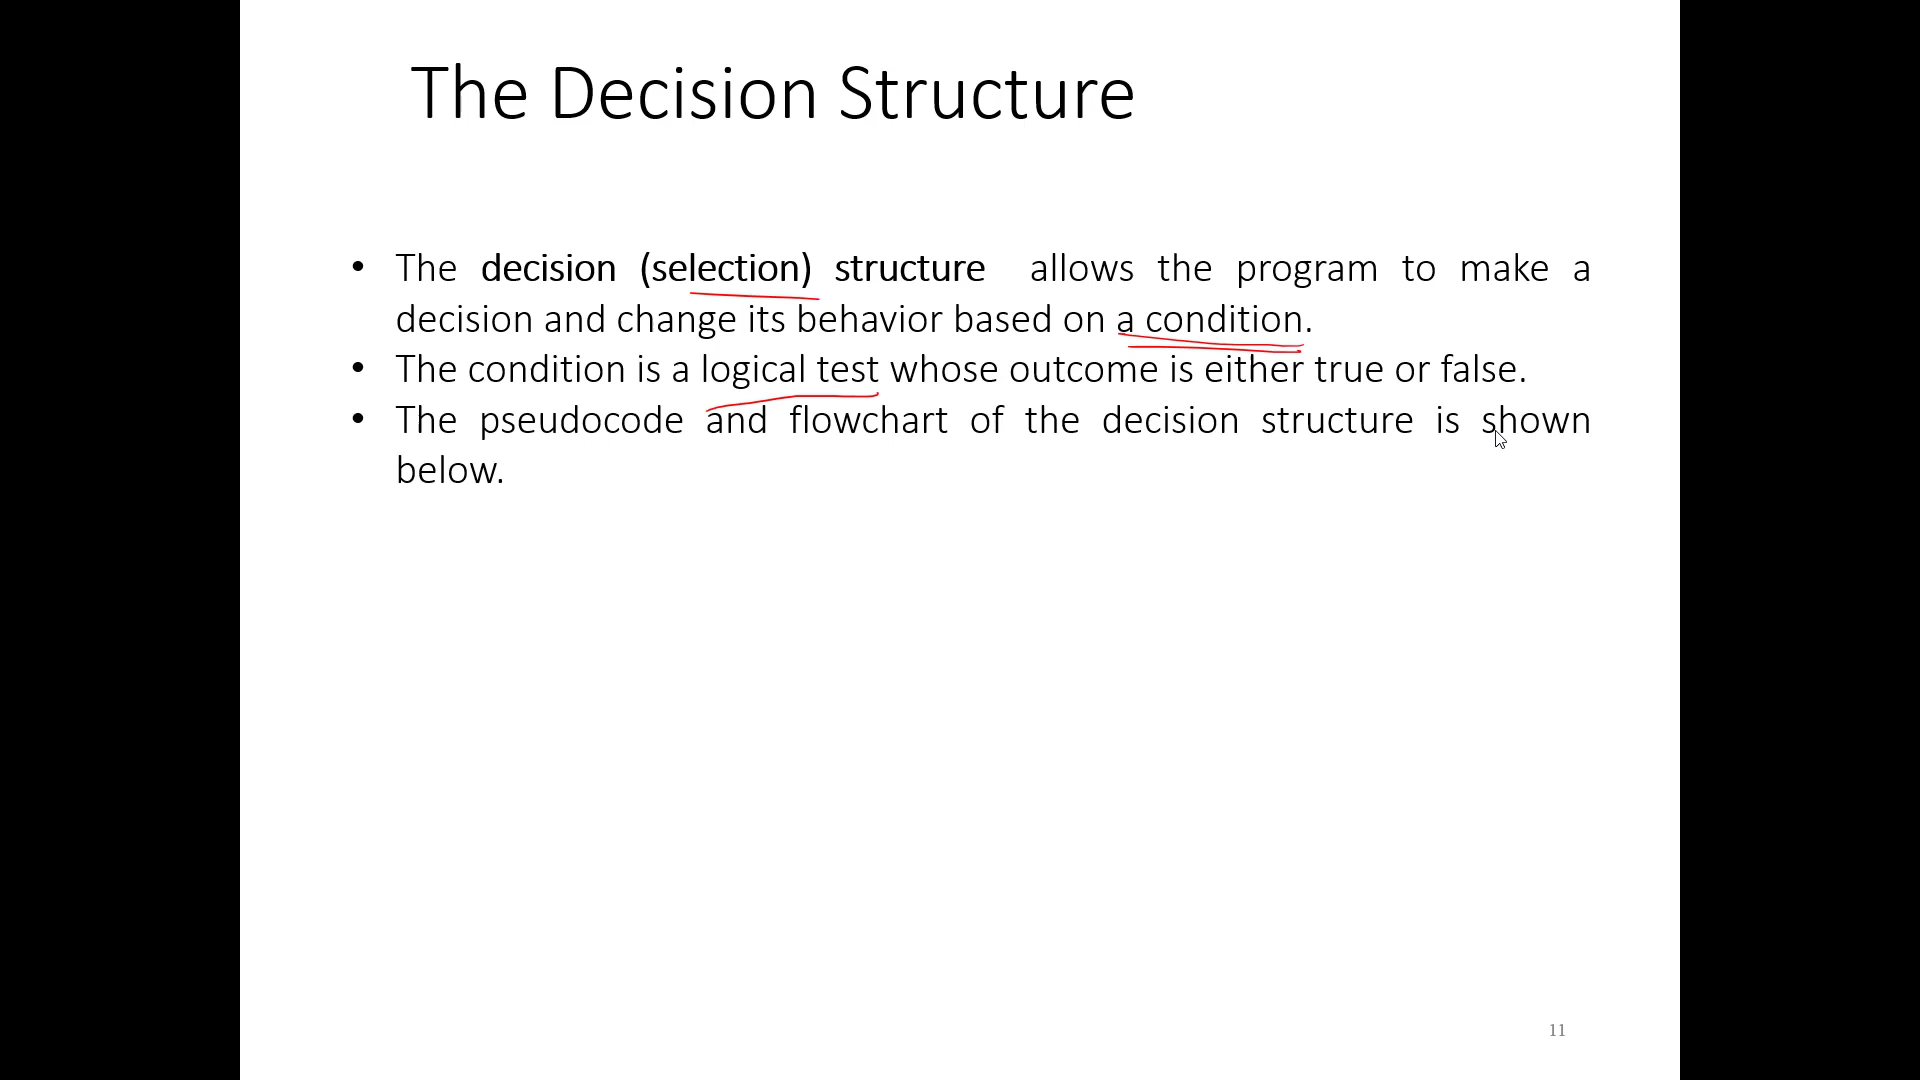 The Decision Structure
• The decision (selection) structure allows the program to make a
decision and change its behavior based on a condition.
• The condition is a logical test whose outcome is either true or false.
• The pseudocode and flowchart of the decision structure is shown
below.
11